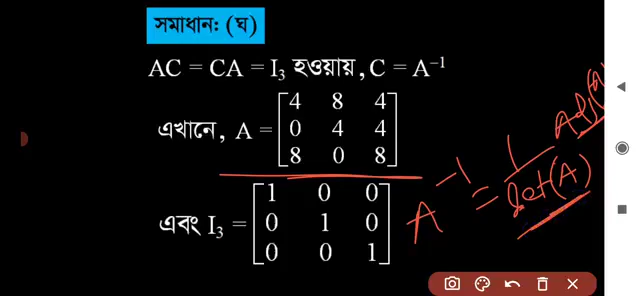 সমাধান: (ঘ)
AC = CA = I₃ হওয়ায়, C = A⁻¹
এখানে, A = [4 8 4
0 4 4
8 0 8]
A⁻¹ = 1/det(A) Adj(A)
এবং I₃ = [1 0 0
0 1 0
0 0 1]